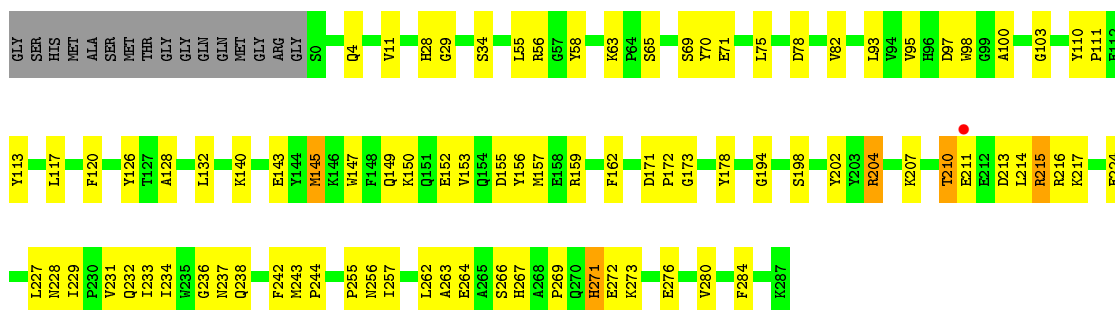 GLY SER HIS MET ALA SER MET THR GLY GLY GLN GLN MET GLY ARG GLY S0 Q4 V11 H28 G29 S34 L55 R56 G57 Y58 K63 P64 S65 S69 Y70 E71 L75 D78 V82 L93 V94 V95 H96 D97 W98 G99 A100 G103 Y110 P111 E112
Y113 L117 F120 Y126 T127 A128 L132 K140 E143 Y144 M145 K146 W147 F148 Q149 K150 Q151 E152 V153 Q154 D155 Y156 M157 E158 R159 F162 D171 P172 G173 Y178 G194 S198 Y202 Y203 R204 K207 T210 E211 E212 D213 L214 R215 R216 K217
L227 N228 I229 P230 V231 Q232 I233 I234 W235 G236 N237 Q238 F242 M243 P244 P255 N256 I257 L262 A263 E264 A265 S266 H267 A268 P269 Q270 H271 E272 K273 E276 V280 F284 K287